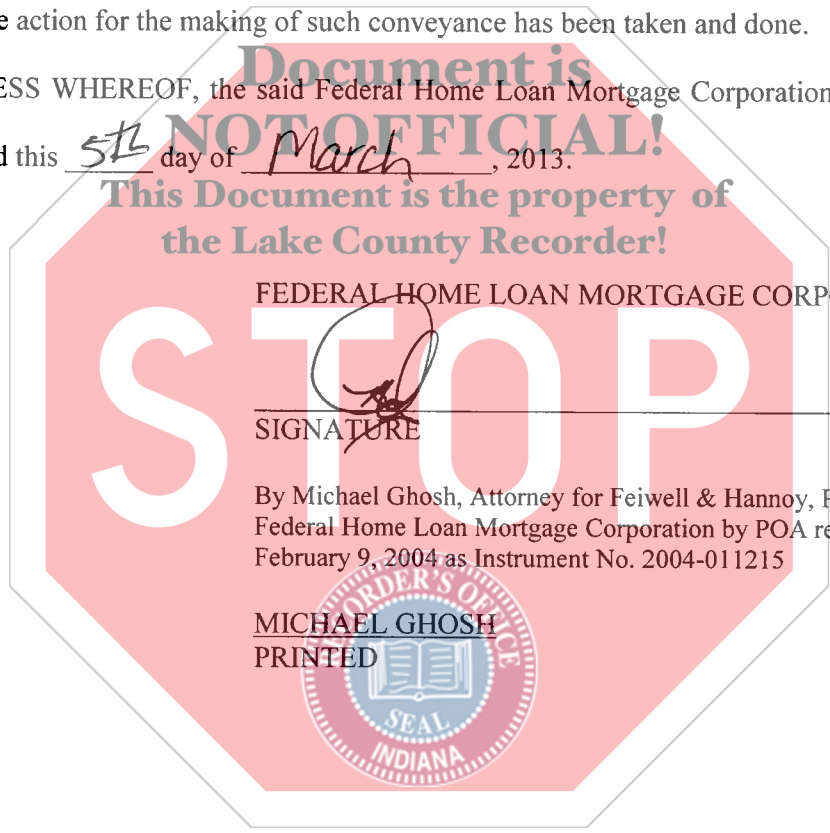 e action for the making of such conveyance has been taken and done.
Document is
ESS WHEREOF, the said Federal Home Loan Mortgage Corporation
NOT OFFICIAL!
d this 5th day of March, 2013.
This Document is the property of
the Lake County Recorder!
FEDERAL HOME LOAN MORTGAGE CORP
STOP
SIGNATURE
By Michael Ghosh, Attorney for Feiwell & Hannoy, P
Federal Home Loan Mortgage Corporation by POA re
February 9, 2004 as Instrument No. 2004-011215
RECORDER'S OFFICE
MICHAEL GHOSH
PRINTED
SEAL
INDIANA